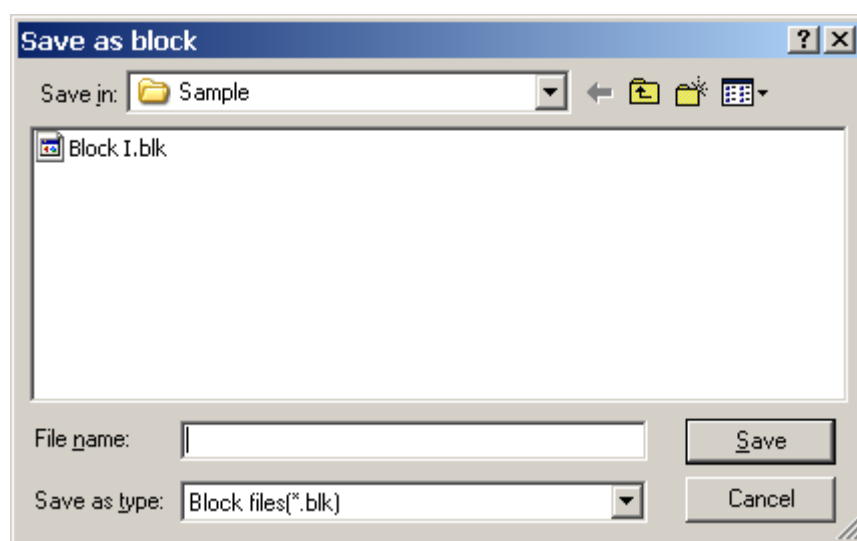 Save as block
Save in: Sample
Block I.blk
File name:
Save
Save as type: Block files(*.blk)
Cancel